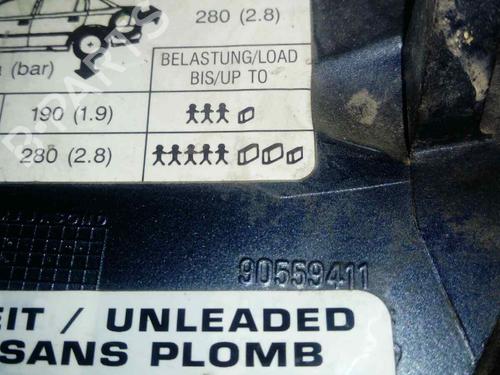 280 (2.8)
(bar)
BELASTUNG/LOAD
BIS/UP TO
190 (1.9)
280 (2.8)
B-PARTS
90559411
EIT / UNLEADED
SANS PLOMB